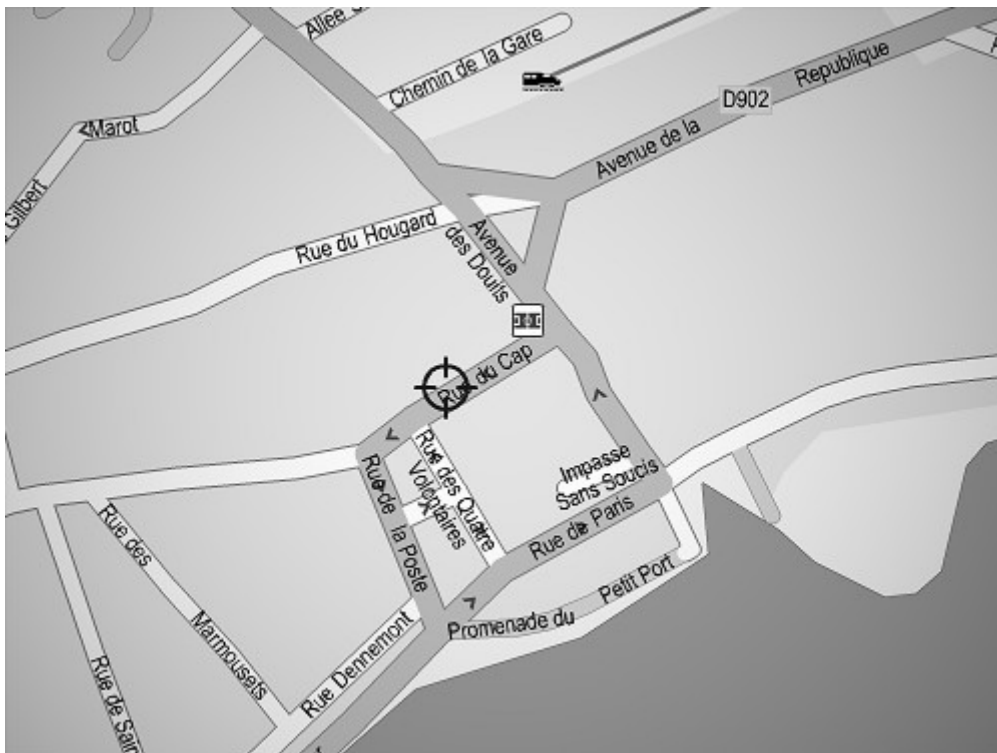 Allee
Chemin de la Gare
Republique
D902
Avenue de la
Marot
Gilbert
Rue du Hougard
Avenue
des Douits
Rue du Cap
Rue des Quatre
Volontaires
Impasse
Sans Soucis
Rue de la Poste
Rue de Paris
Rue des
Marmousets
Petit Port
Promenade du
Rue Dennemont
Rue de Sain